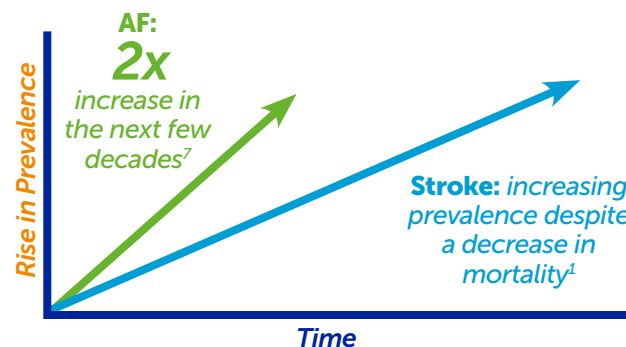 AF:
2x
increase in
the next few
decades⁷
Rise in Prevalence
Stroke: increasing
prevalence despite
a decrease in
mortality¹
Time